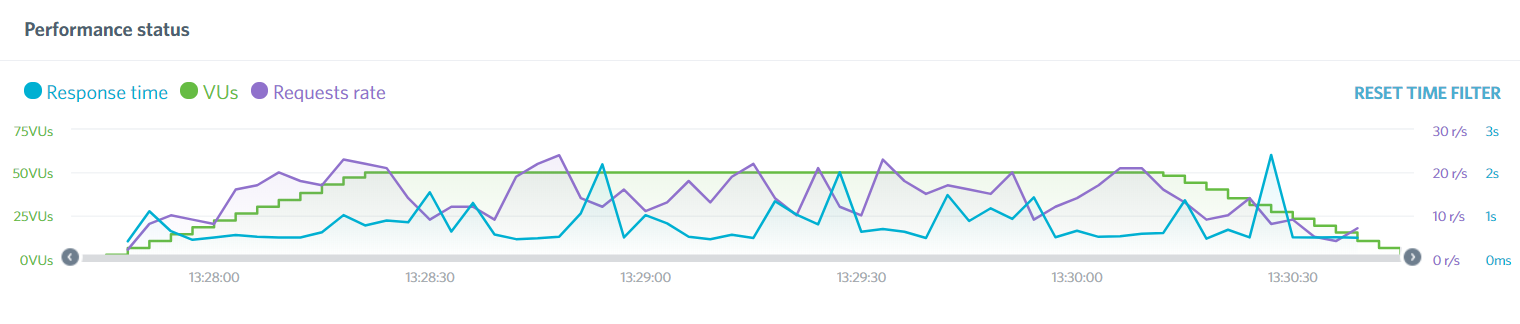 Performance status
Response time VUs Requests rate RESET TIME FILTER
75VUs 30 r/s 3s
50VUs 20 r/s 2s
25VUs 10 r/s 1s
0VUs 0 r/s 0ms
13:28:00 13:28:30 13:29:00 13:29:30 13:30:00 13:30:30